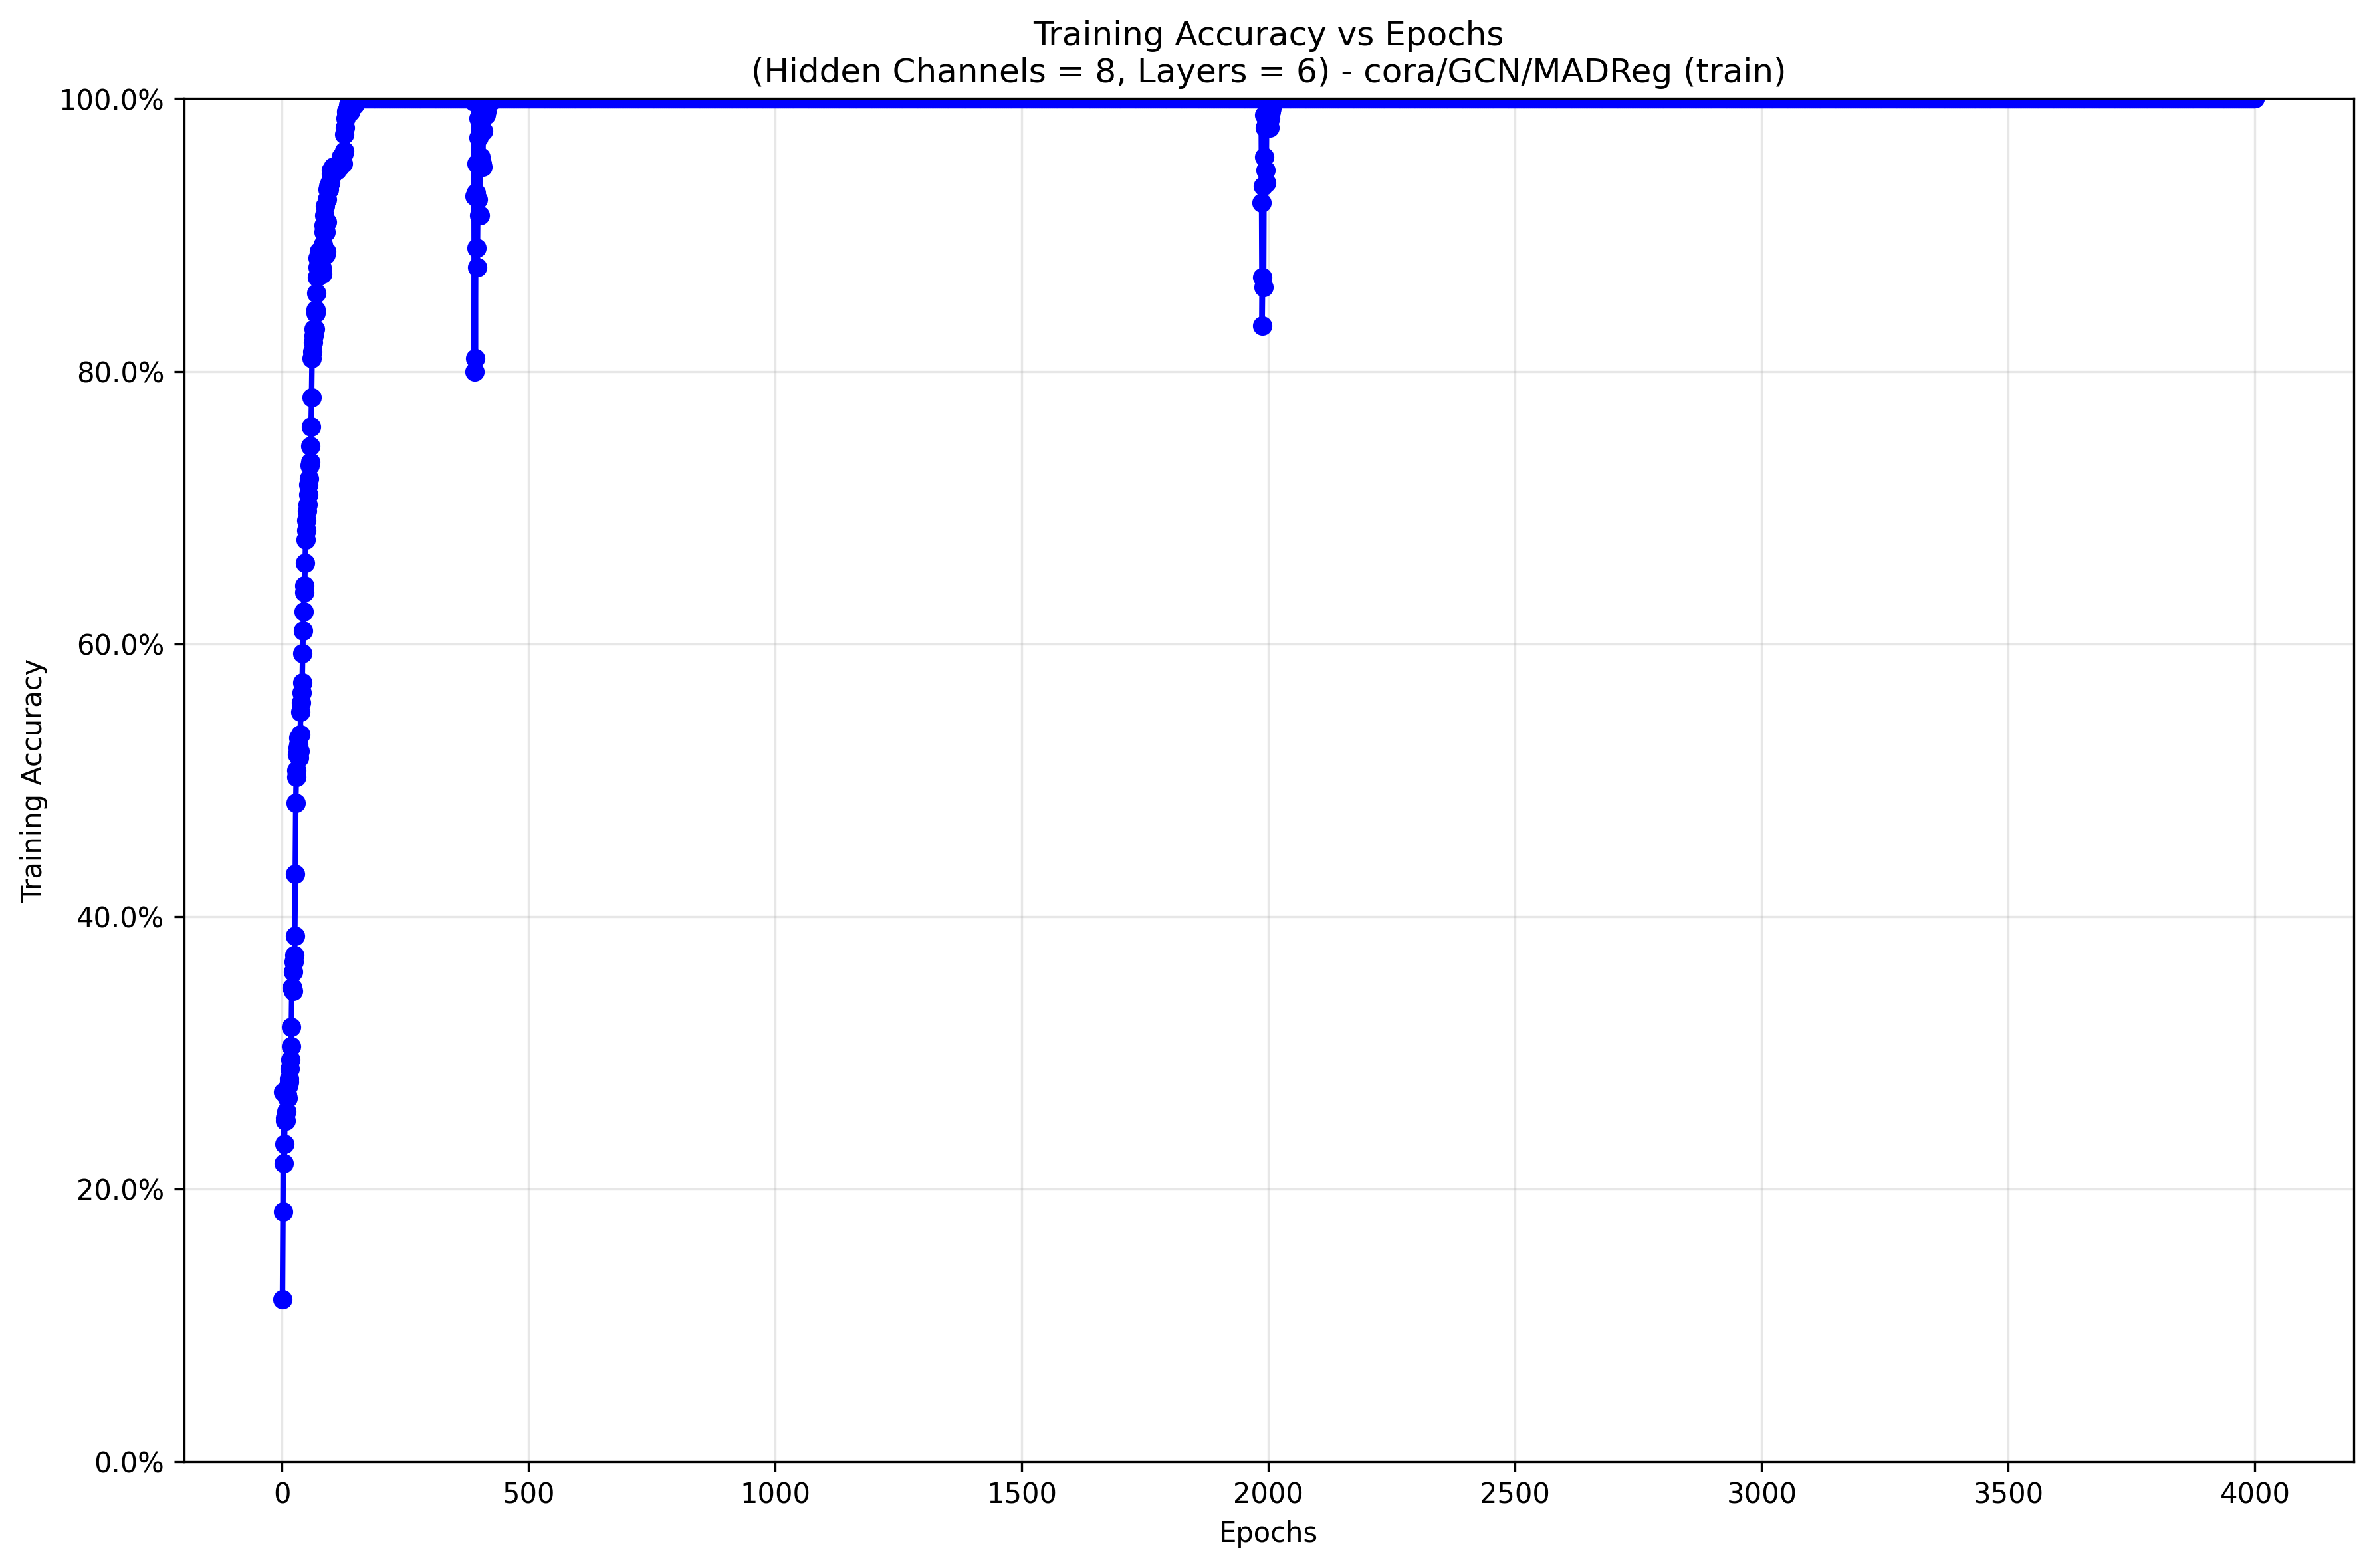 Training Accuracy vs Epochs
(Hidden Channels = 8, Layers = 6) - cora/GCN/MADReg (train)
Training Accuracy
100.0%
80.0%
60.0%
40.0%
20.0%
0.0%
0 500 1000 1500 2000 2500 3000 3500 4000
Epochs